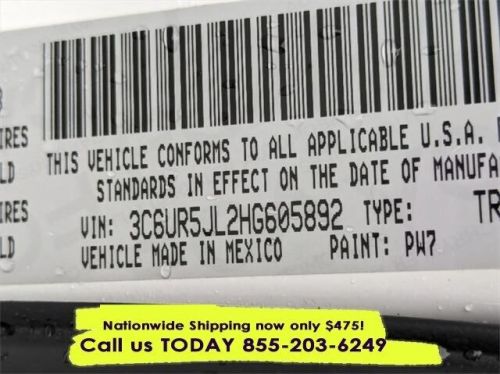 IRES
LD
IRES
LD
THIS VEHICLE CONFORMS TO ALL APPLICABLE U.S.A.
STANDARDS IN EFFECT ON THE DATE OF MANUFA
VIN: 3C6UR5JL2HG605892 TYPE: TR
VEHICLE MADE IN MEXICO PAINT: PW7
Nationwide Shipping now only $475!
Call us TODAY 855-203-6249